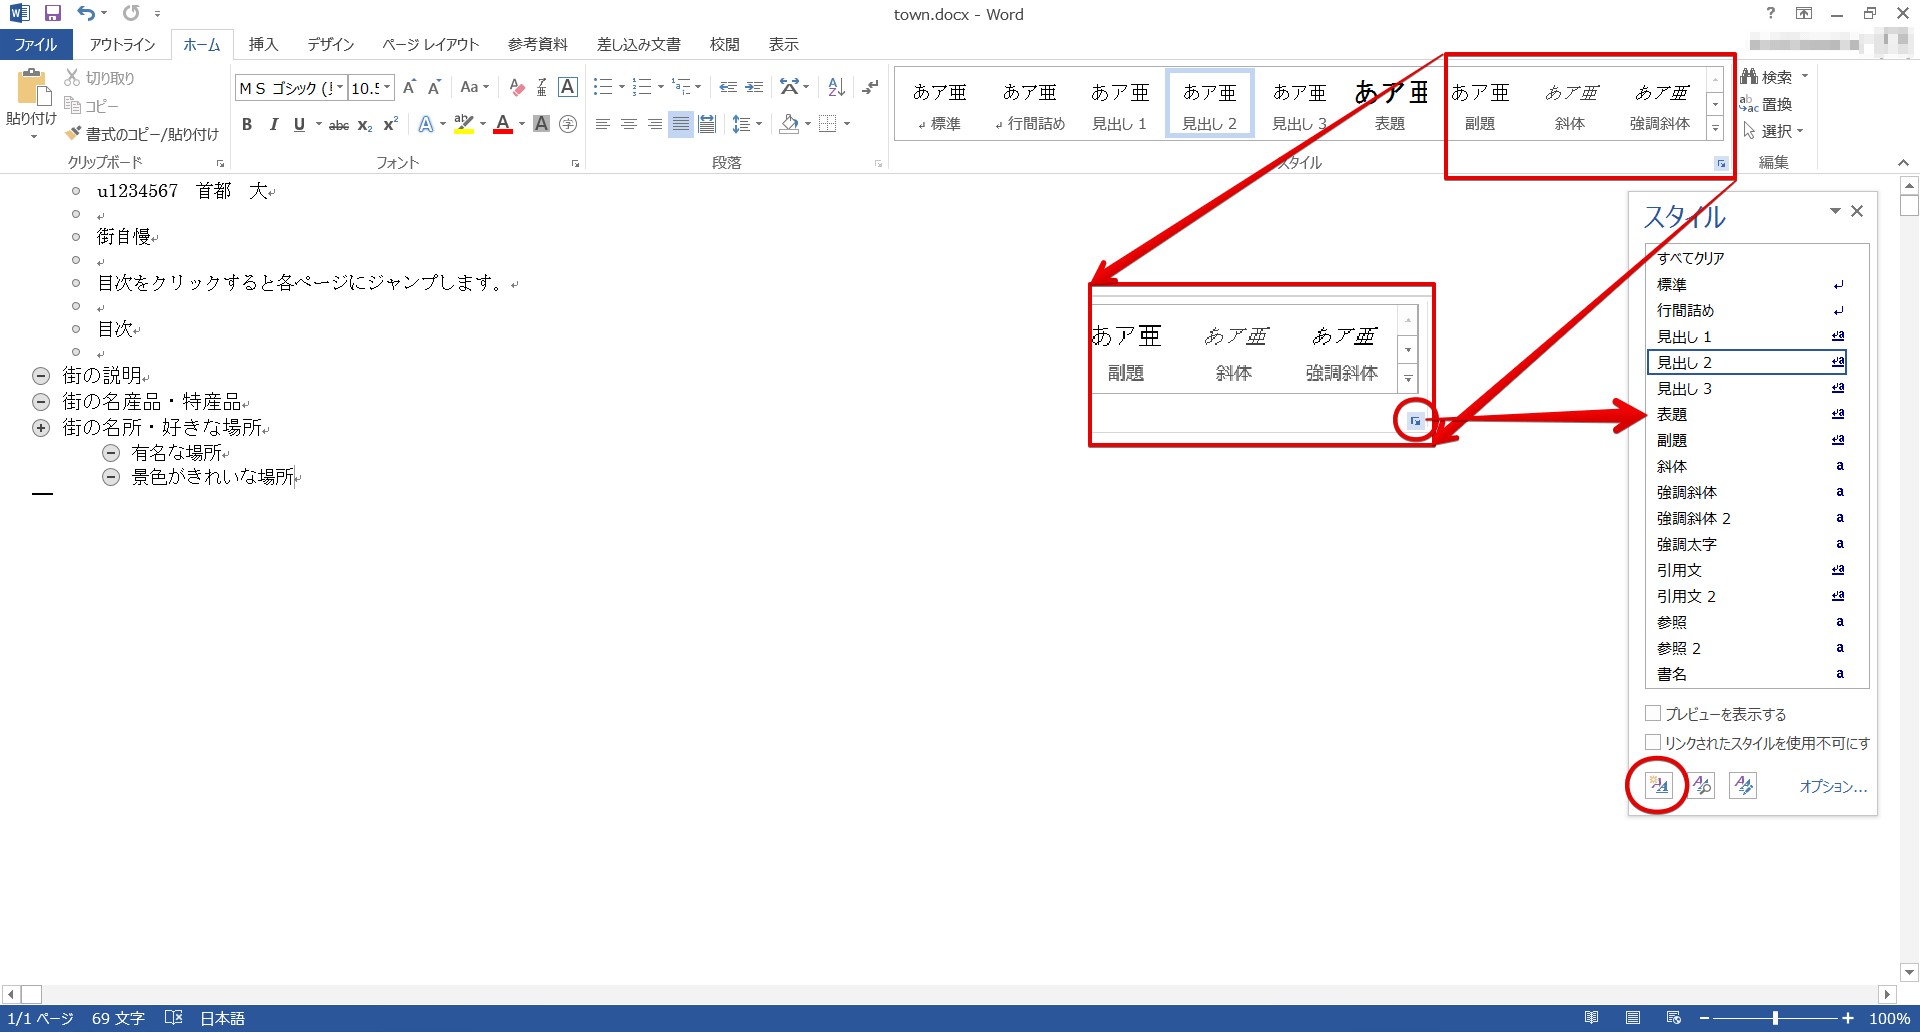 town.docx - Word
?
ファイル アウトライン ホーム 挿入 デザイン ページ レイアウト 参考資料 差し込み文書 校閲 表示
貼り付け
切り取り
コピー
書式のコピー/貼り付け
クリップボード
ＭＳ ゴシック (!
10.5
Aa
B I U abc x₂ x² A ab A A 字
フォント
段落
あア亜 あア亜 あア亜 あア亜 あア亜 あア亜 あア亜 あア亜 あア亜
↲ 標準 ↲ 行間詰め 見出し 1 見出し 2 見出し 3 表題 副題 斜体 強調斜体
スタイル
検索
置換
選択
編集
u1234567　首都　大↲
↲
街自慢↲
↲
目次をクリックすると各ページにジャンプします。↲
↲
目次↲
↲
街の説明↲
街の名産品・特産品↲
街の名所・好きな場所↲
有名な場所↲
景色がきれいな場所↲
あア亜 あア亜 あア亜
副題 斜体 強調斜体
スタイル
すべてクリア
標準 ↵
行間詰め ↵
見出し 1 ↵a
見出し 2 ↵a
見出し 3 ↵a
表題 ↵a
副題 ↵a
斜体 a
強調斜体 a
強調斜体 2 a
強調太字 a
引用文 ↵a
引用文 2 ↵a
参照 a
参照 2 a
書名 a
プレビューを表示する
リンクされたスタイルを使用不可にす
オプション...
1/1 ページ 69 文字 日本語
100%